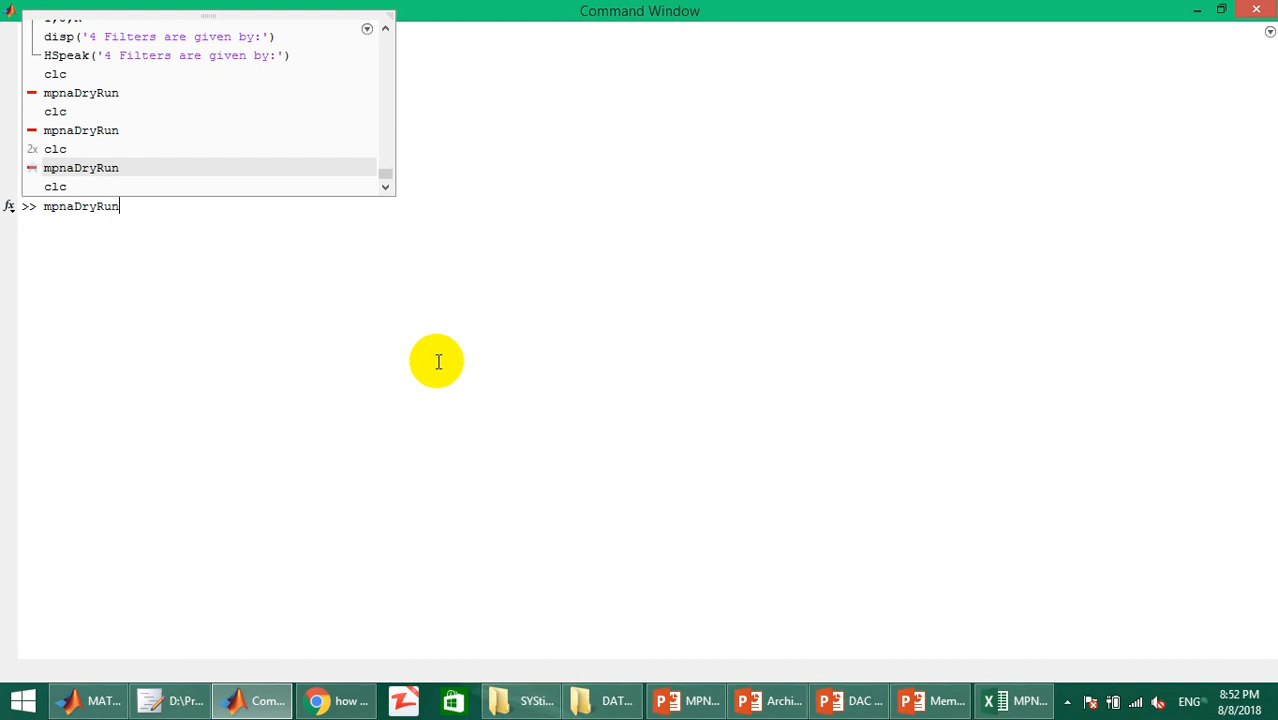 Command Window
disp('4 Filters are given by:')
HSpeak('4 Filters are given by:')
clc
mpnaDryRun
clc
mpnaDryRun
2x clc
mpnaDryRun
clc
fx >> mpnaDryRun
MAT... D:\Pr... Com... how ... SYSti... DAT... MPN... Archi... DAC ... Mem... MPN... ENG 8:52 PM
8/8/2018